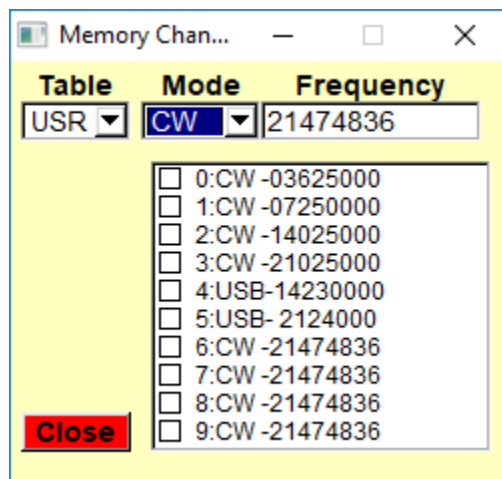 Memory Chan...
Table Mode Frequency
USR CW 21474836
0:CW -03625000
1:CW -07250000
2:CW -14025000
3:CW -21025000
4:USB-14230000
5:USB- 2124000
6:CW -21474836
7:CW -21474836
8:CW -21474836
9:CW -21474836
Close